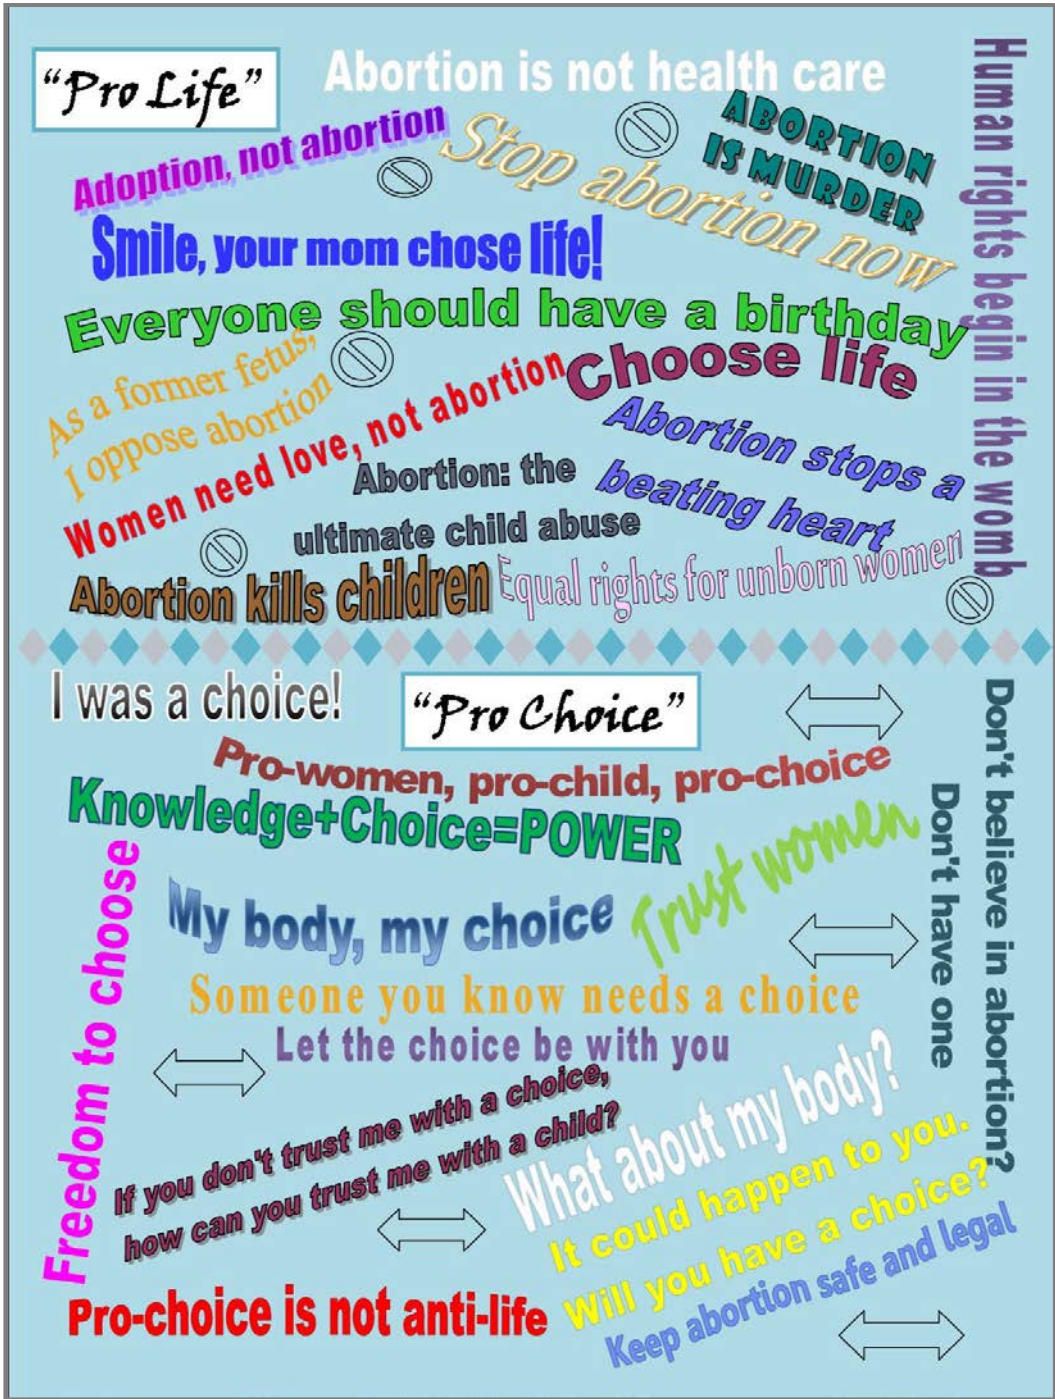 "Pro Life"
Abortion is not health care
Human rights begin in the womb
Adoption, not abortion
Stop abortion now
ABORTION
IS MURDER
Smile, your mom chose life!
Everyone should have a birthday
As a former fetus,
I oppose abortion
Choose life
Women need love, not abortion
Abortion stops a
beating heart
Abortion: the
ultimate child abuse
Abortion kills children
Equal rights for unborn women
I was a choice!
"Pro Choice"
Don't believe in abortion?
Don't have one
Pro-women, pro-child, pro-choice
Knowledge+Choice=POWER
Trust women
Freedom to choose
My body, my choice
Someone you know needs a choice
Let the choice be with you
If you don't trust me with a choice,
how can you trust me with a child?
What about my body?
It could happen to you.
Will you have a choice?
Keep abortion safe and legal
Pro-choice is not anti-life